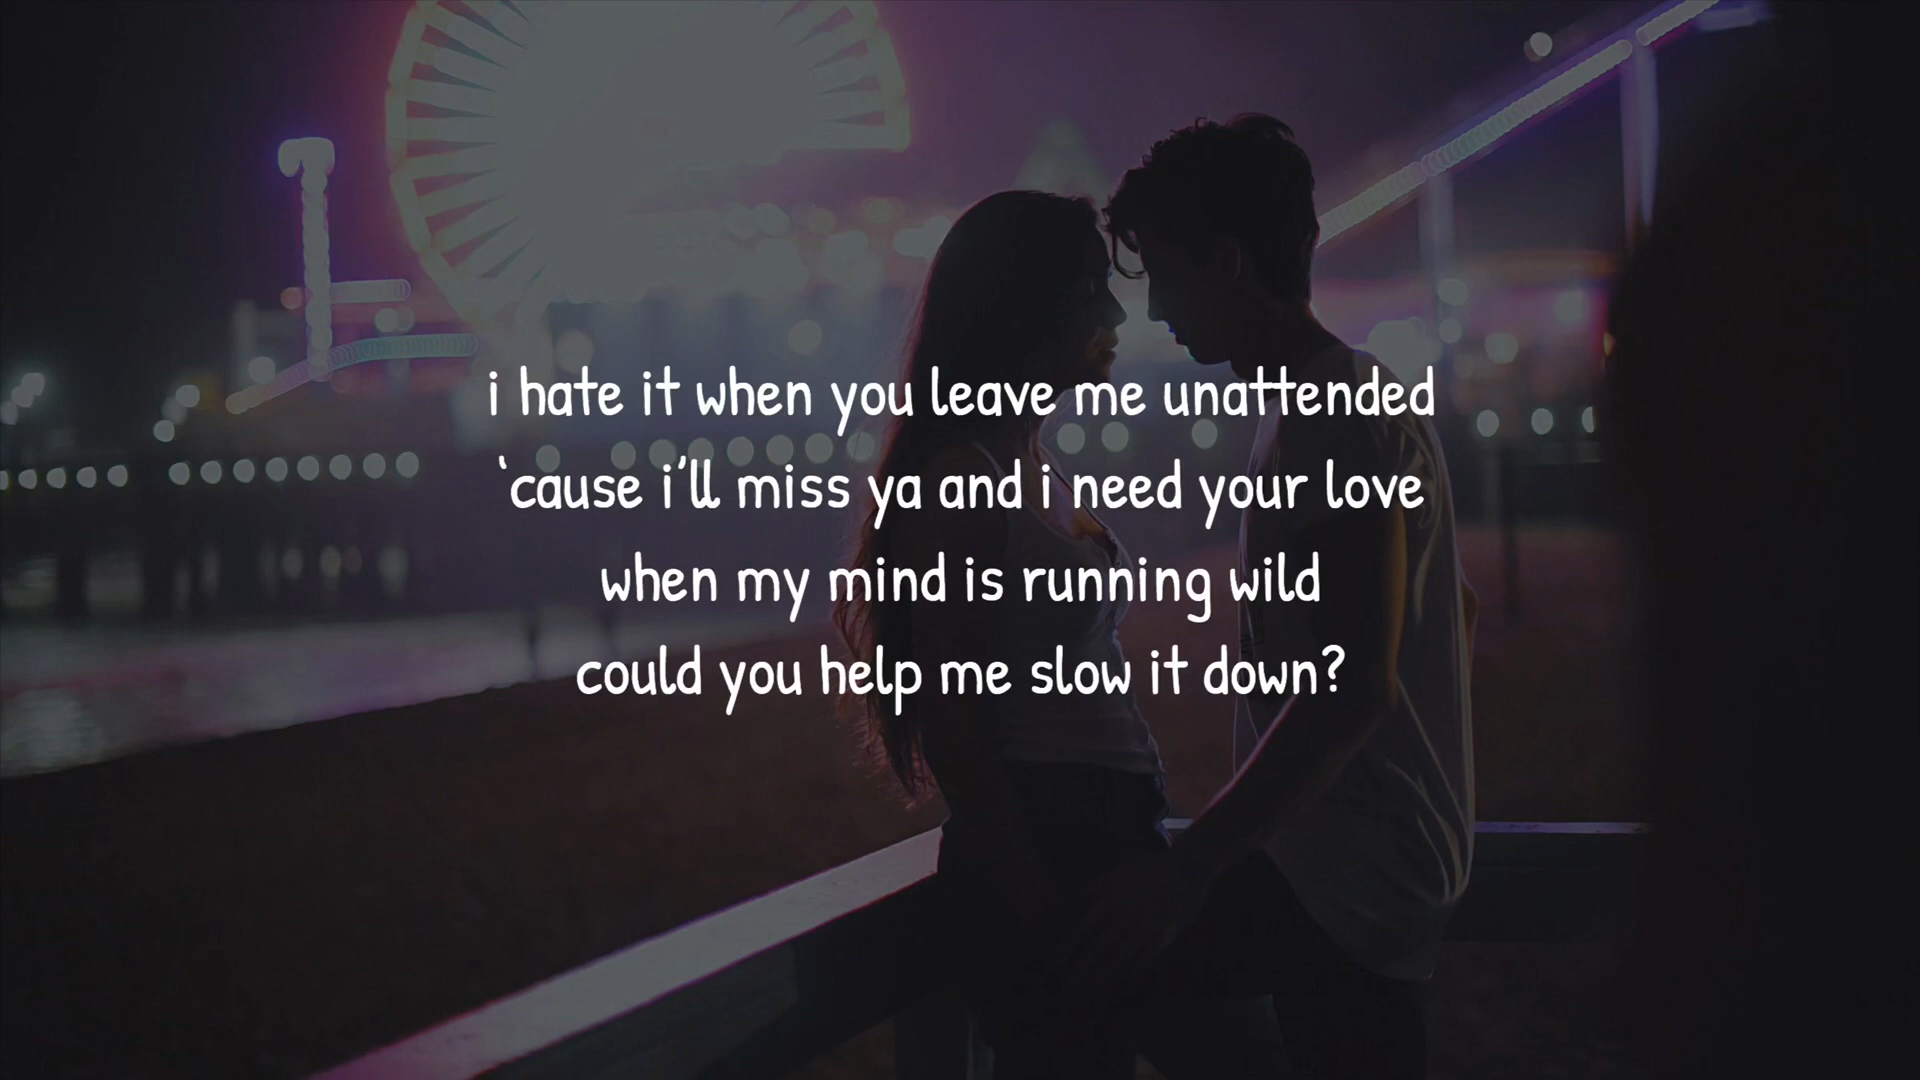 i hate it when you leave me unattended
‘cause i’ll miss ya and i need your love
when my mind is running wild
could you help me slow it down?